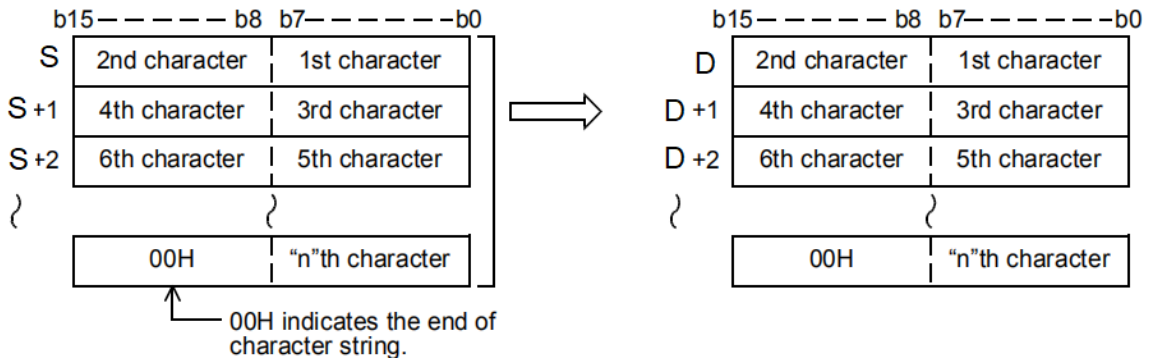 b15 – – – – – – b8 b7– – – – – – –b0 b15 – – – – – – b8 b7– – – – – – –b0
S 2nd character 1st character D 2nd character 1st character
S +1 4th character 3rd character D +1 4th character 3rd character
S +2 6th character 5th character D +2 6th character 5th character
00H “n”th character 00H “n”th character
00H indicates the end of
character string.